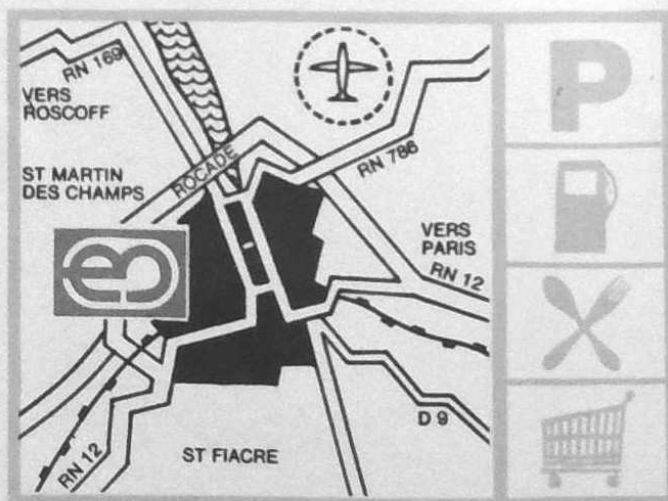 RN 169
VERS
ROSCOFF
ST MARTIN
DES CHAMPS
ROCADE
RN 786
VERS
PARIS
RN 12
D 9
ST FIACRE
RN 12
P